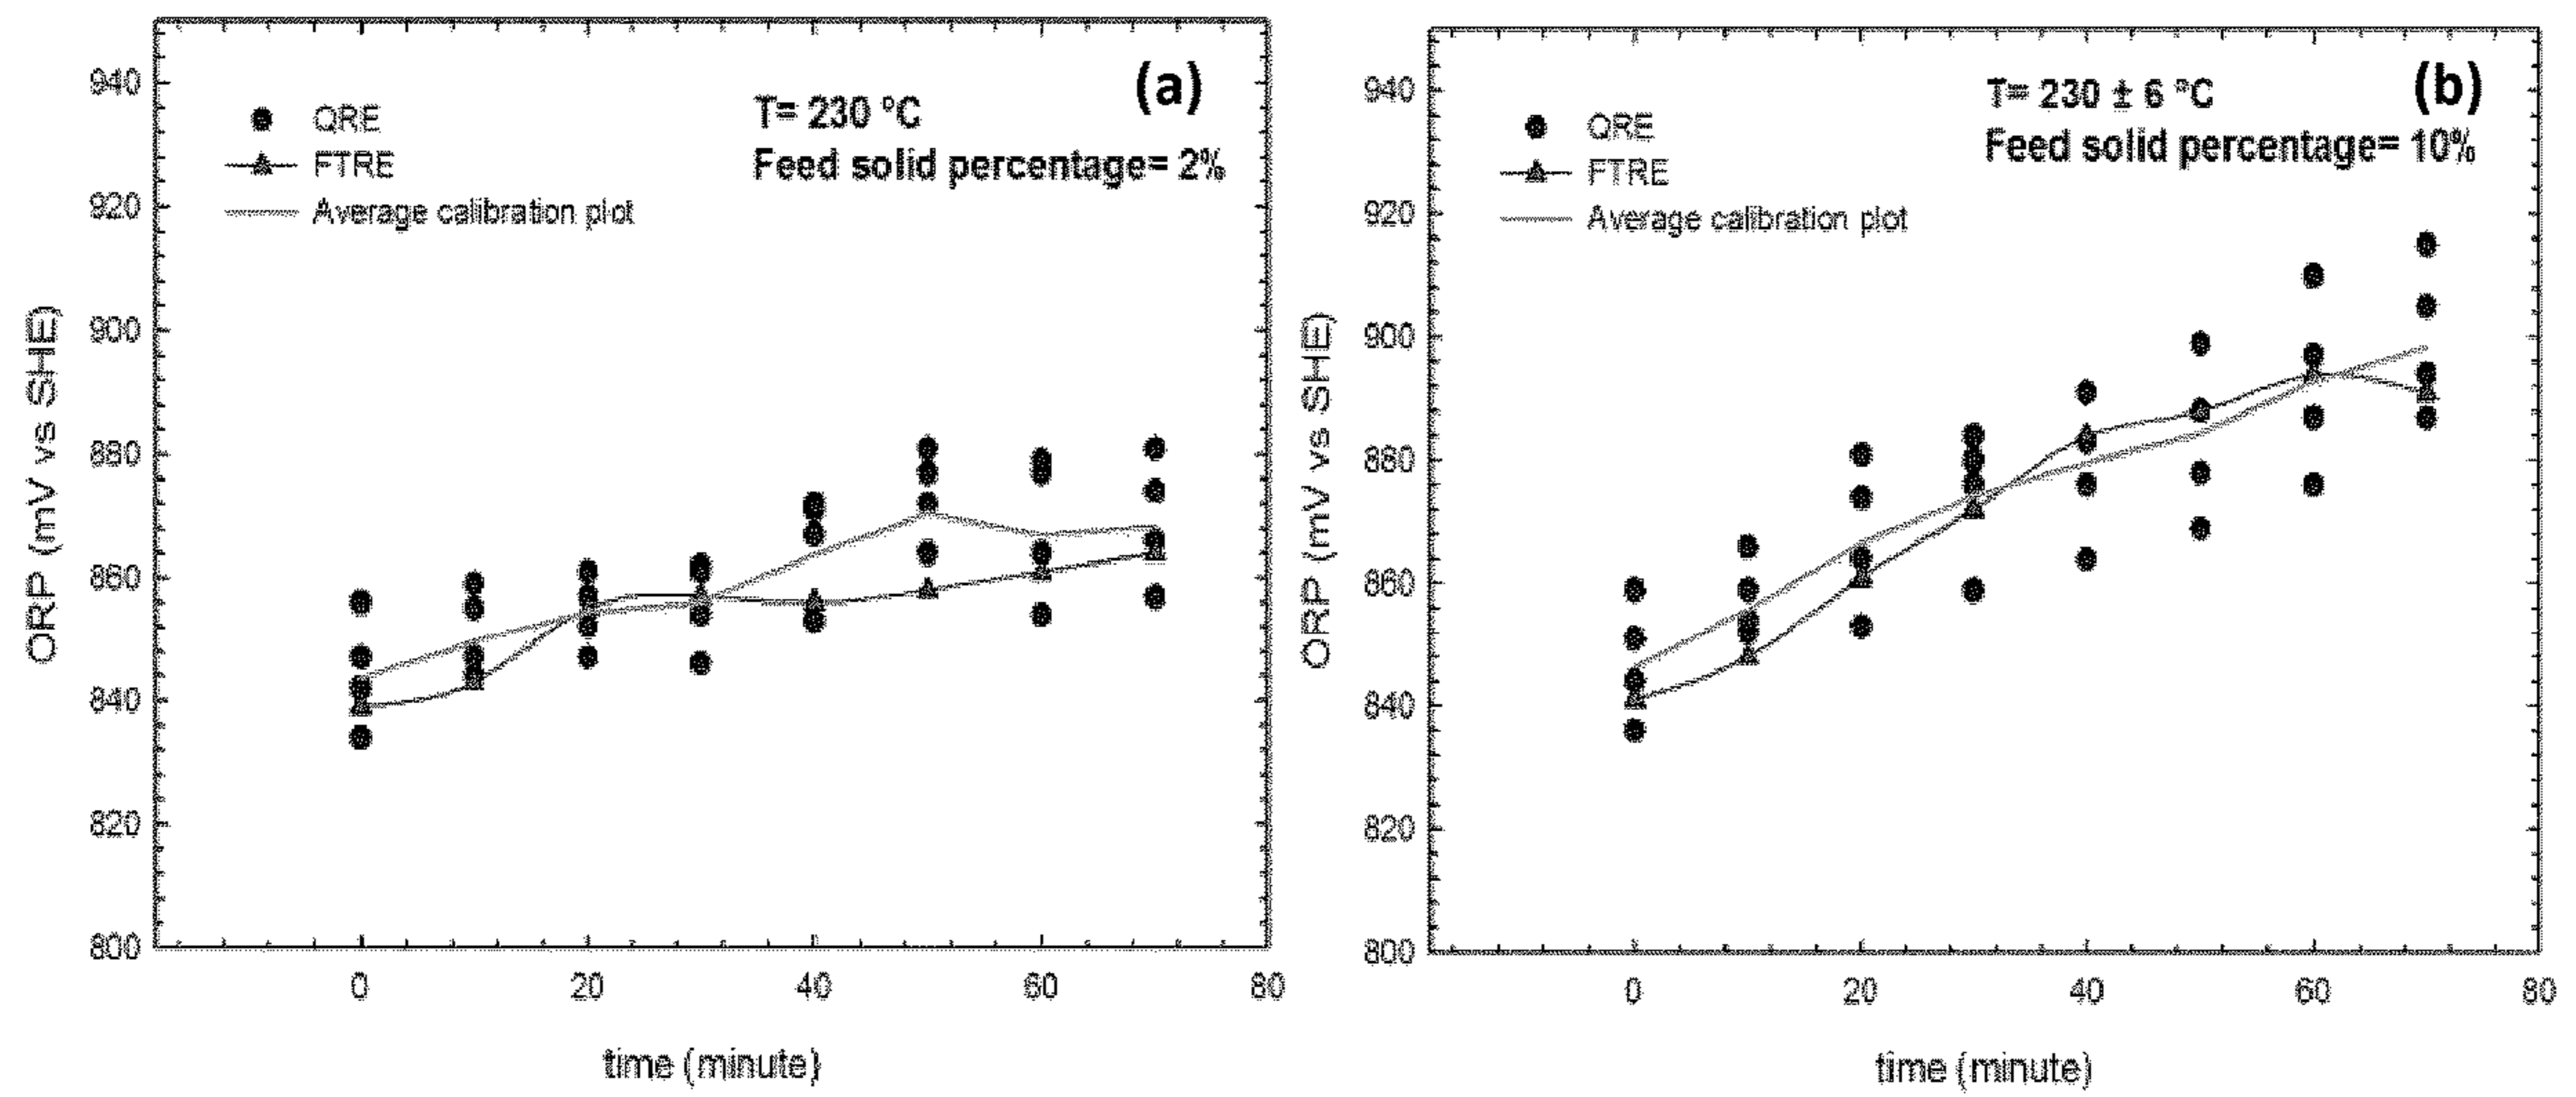 (a)
T= 230 °C
Feed solid percentage= 2%
QRE
FTRE
Average calibration plot
ORP (mV vs SHE)
940
920
900
880
860
840
820
800
0 20 40 60 80
time (minute)
(b)
T= 230 ± 6 °C
Feed solid percentage= 10%
QRE
FTRE
Average calibration plot
ORP (mV vs SHE)
940
920
900
880
860
840
820
800
0 20 40 60 80
time (minute)